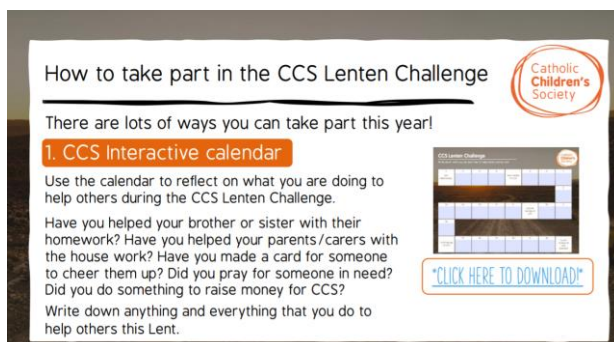 How to take part in the CCS Lenten Challenge
Catholic
Children's
Society
There are lots of ways you can take part this year!
1. CCS Interactive calendar
Use the calendar to reflect on what you are doing to
help others during the CCS Lenten Challenge.
Have you helped your brother or sister with their
homework? Have you helped your parents/carers with
the house work? Have you made a card for someone
to cheer them up? Did you pray for someone in need?
Did you do something to raise money for CCS?
Write down anything and everything that you do to
help others this Lent.
CCS Lenten Challenge
*CLICK HERE TO DOWNLOAD!*